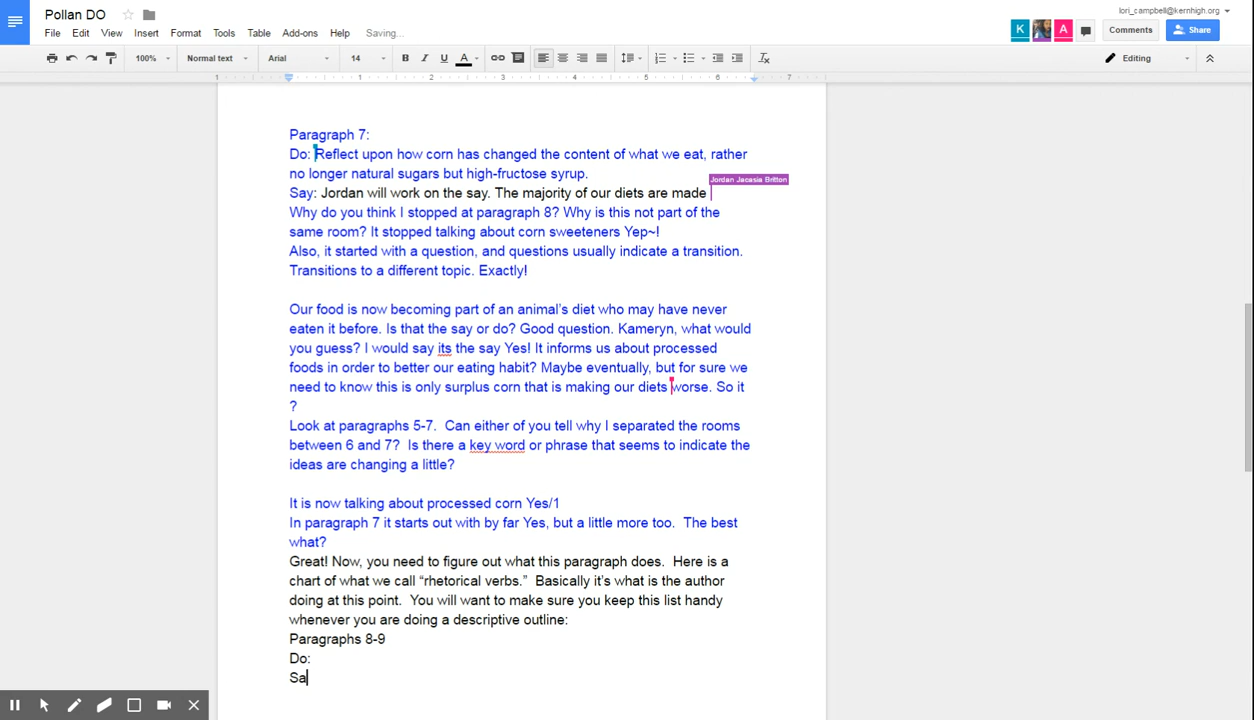 Pollan DO
lori_campbell@kernhigh.org
File Edit View Insert Format Tools Table Add-ons Help Saving...
K A Comments Share
100% Normal text Arial 14 B I U A Editing
1 1 2 3 4 5 6 7
Paragraph 7:
Do: Reflect upon how corn has changed the content of what we eat, rather
no longer natural sugars but high-fructose syrup.
Jordan Jacesia Britton
Say: Jordan will work on the say. The majority of our diets are made
Why do you think I stopped at paragraph 8? Why is this not part of the
same room? It stopped talking about corn sweeteners Yep~!
Also, it started with a question, and questions usually indicate a transition.
Transitions to a different topic. Exactly!
Our food is now becoming part of an animal's diet who may have never
eaten it before. Is that the say or do? Good question. Kameryn, what would
you guess? I would say its the say Yes! It informs us about processed
foods in order to better our eating habit? Maybe eventually, but for sure we
need to know this is only surplus corn that is making our diets worse. So it
?
Look at paragraphs 5-7. Can either of you tell why I separated the rooms
between 6 and 7? Is there a key word or phrase that seems to indicate the
ideas are changing a little?
It is now talking about processed corn Yes/1
In paragraph 7 it starts out with by far Yes, but a little more too. The best
what?
Great! Now, you need to figure out what this paragraph does. Here is a
chart of what we call “rhetorical verbs.” Basically it's what is the author
doing at this point. You will want to make sure you keep this list handy
whenever you are doing a descriptive outline:
Paragraphs 8-9
Do:
Sa